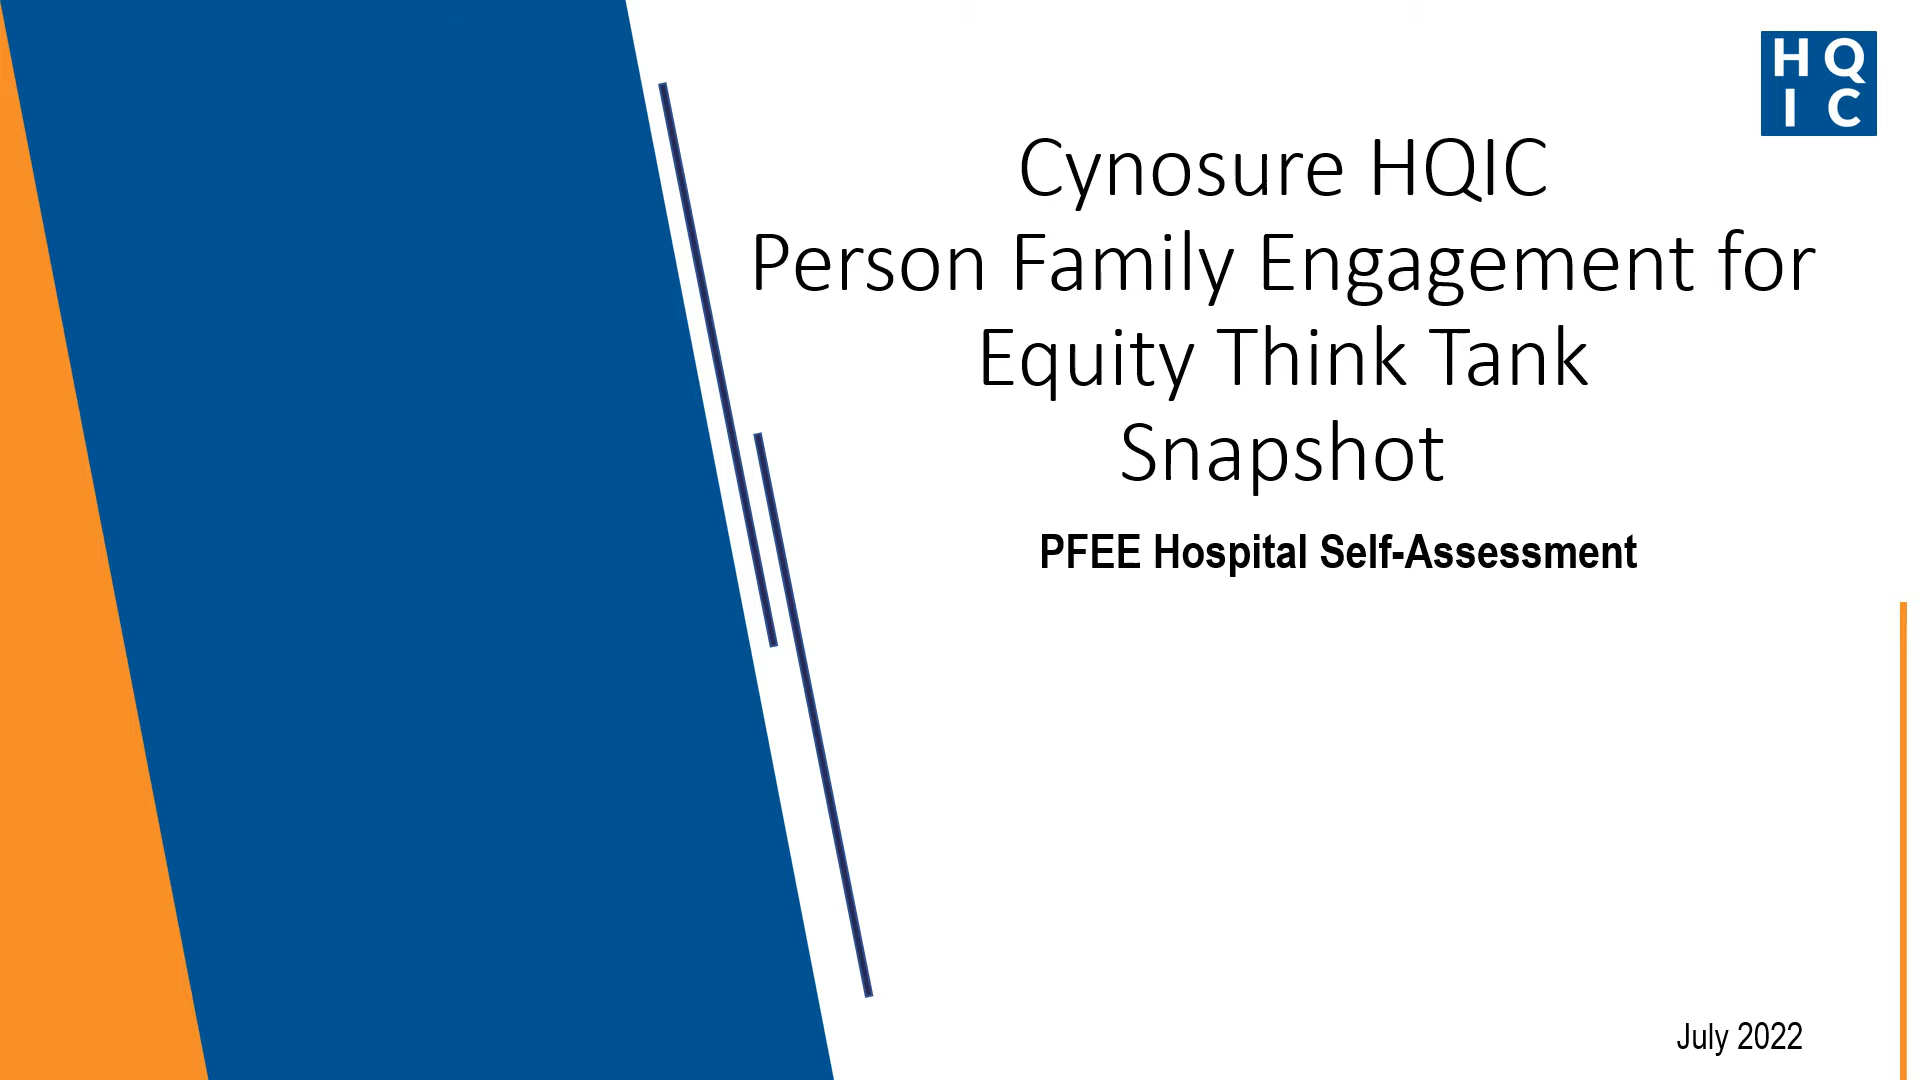 H Q
I C
Cynosure HQIC
Person Family Engagement for
Equity Think Tank
Snapshot
PFEE Hospital Self-Assessment
July 2022